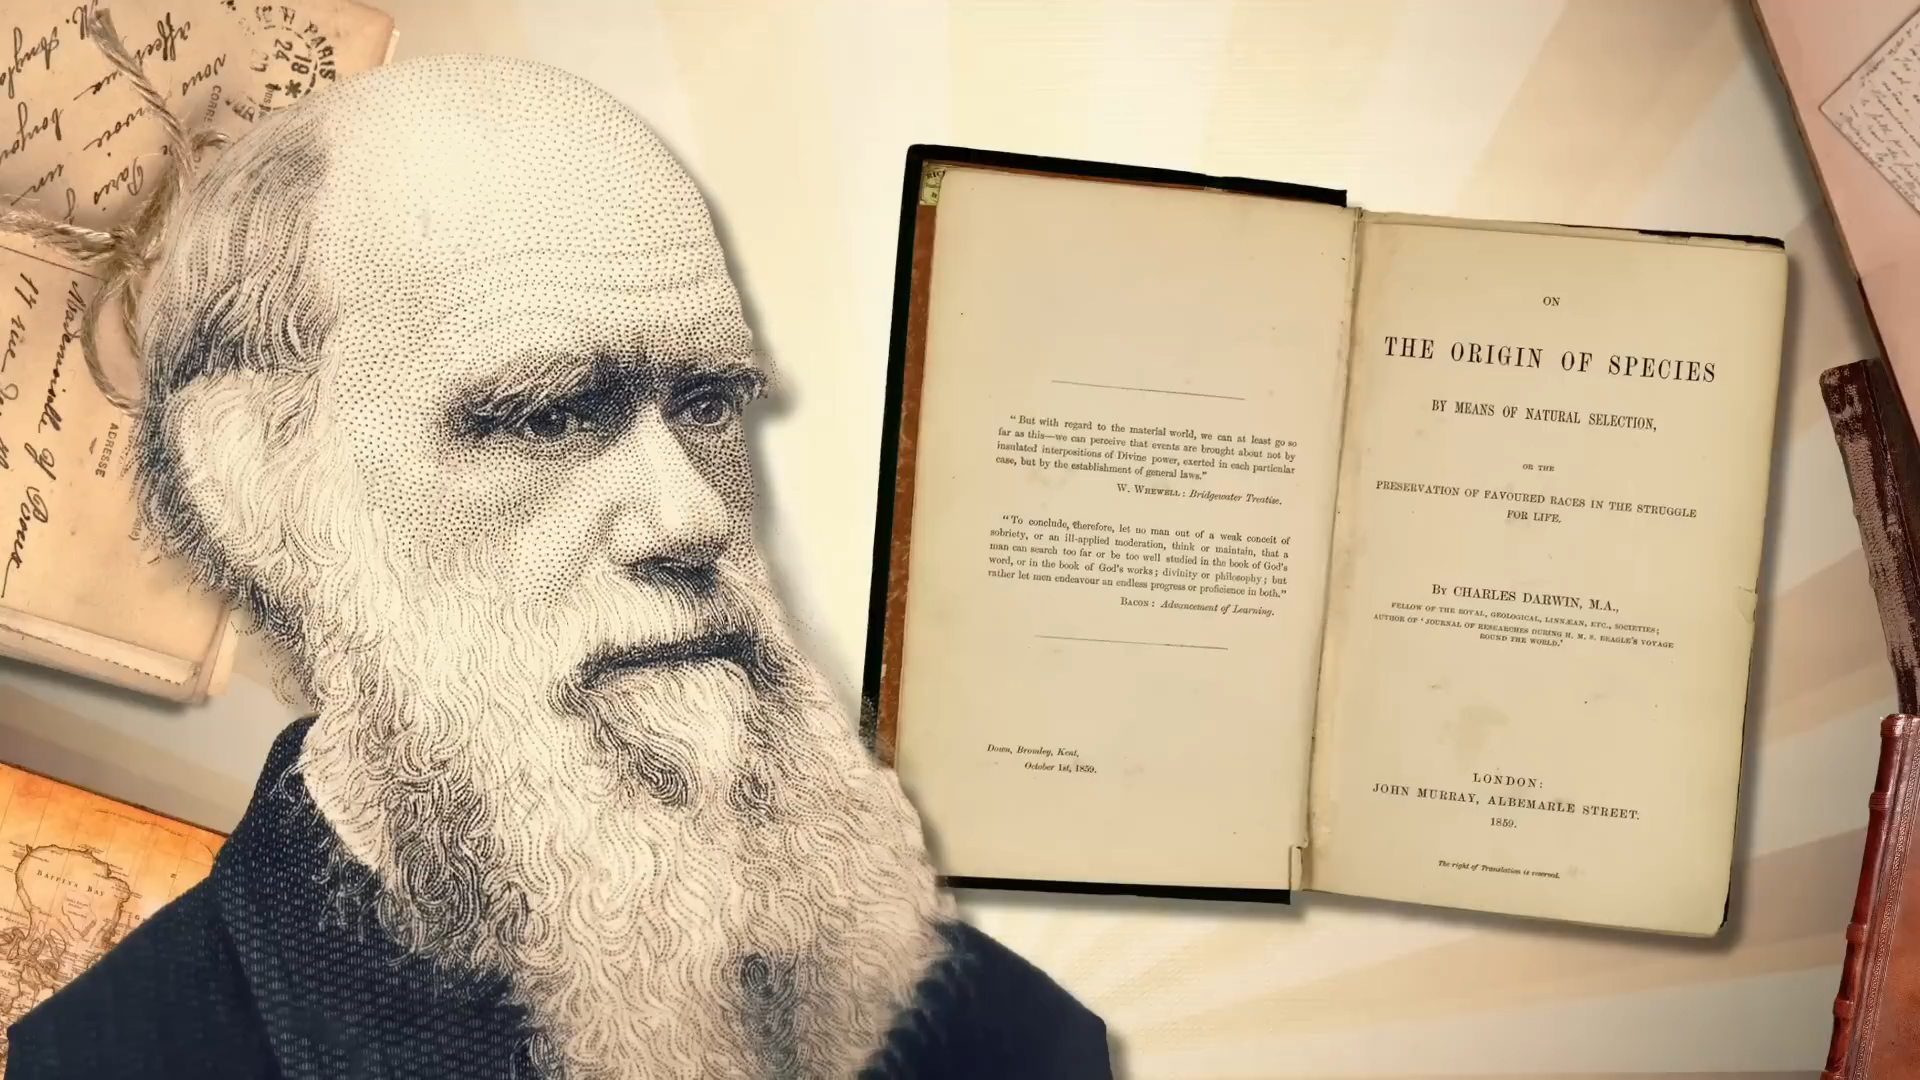 PARIS
18
24
Paris
ADRESSE
BAFFINS BAY
"But with regard to the material world, we can at least go so
far as this—we can perceive that events are brought about not by
insulated interpositions of Divine power, exerted in each particular
case, but by the establishment of general laws."
W. WHEWELL : Bridgewater Treatise.
"To conclude, therefore, let no man out of a weak conceit of
sobriety, or an ill-applied moderation, think or maintain, that a
man can search too far or be too well studied in the book of God's
word, or in the book of God's works ; divinity or philosophy ; but
rather let men endeavour an endless progress or proficience in both."
BACON : Advancement of Learning.
Down, Bromley, Kent,
October 1st, 1859.
ON
THE ORIGIN OF SPECIES
BY MEANS OF NATURAL SELECTION,
OR THE
PRESERVATION OF FAVOURED RACES IN THE STRUGGLE
FOR LIFE.
BY CHARLES DARWIN, M.A.,
FELLOW OF THE ROYAL, GEOLOGICAL, LINNÆAN, ETC., SOCIETIES ;
AUTHOR OF 'JOURNAL OF RESEARCHES DURING H. M. S. BEAGLE'S VOYAGE
ROUND THE WORLD.'
LONDON:
JOHN MURRAY, ALBEMARLE STREET.
1859.
The right of Translation is reserved.